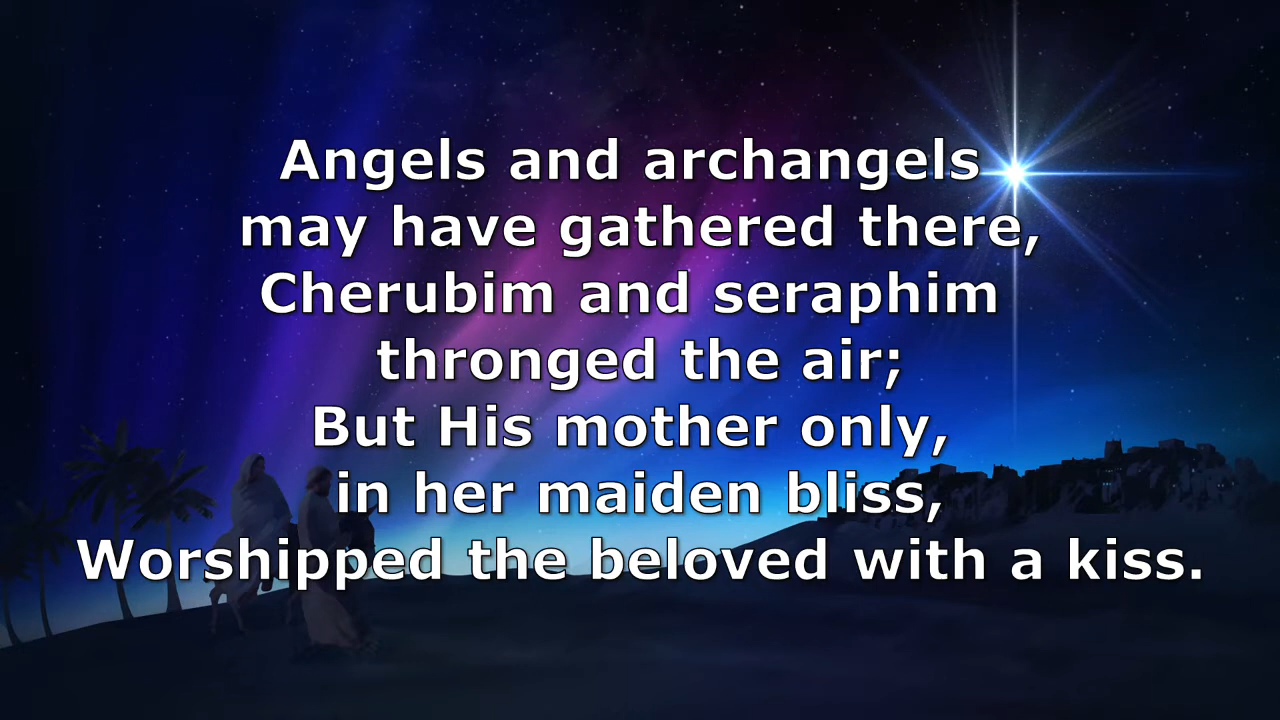 Angels and archangels
may have gathered there,
Cherubim and seraphim
thronged the air;
But His mother only,
in her maiden bliss,
Worshipped the beloved with a kiss.